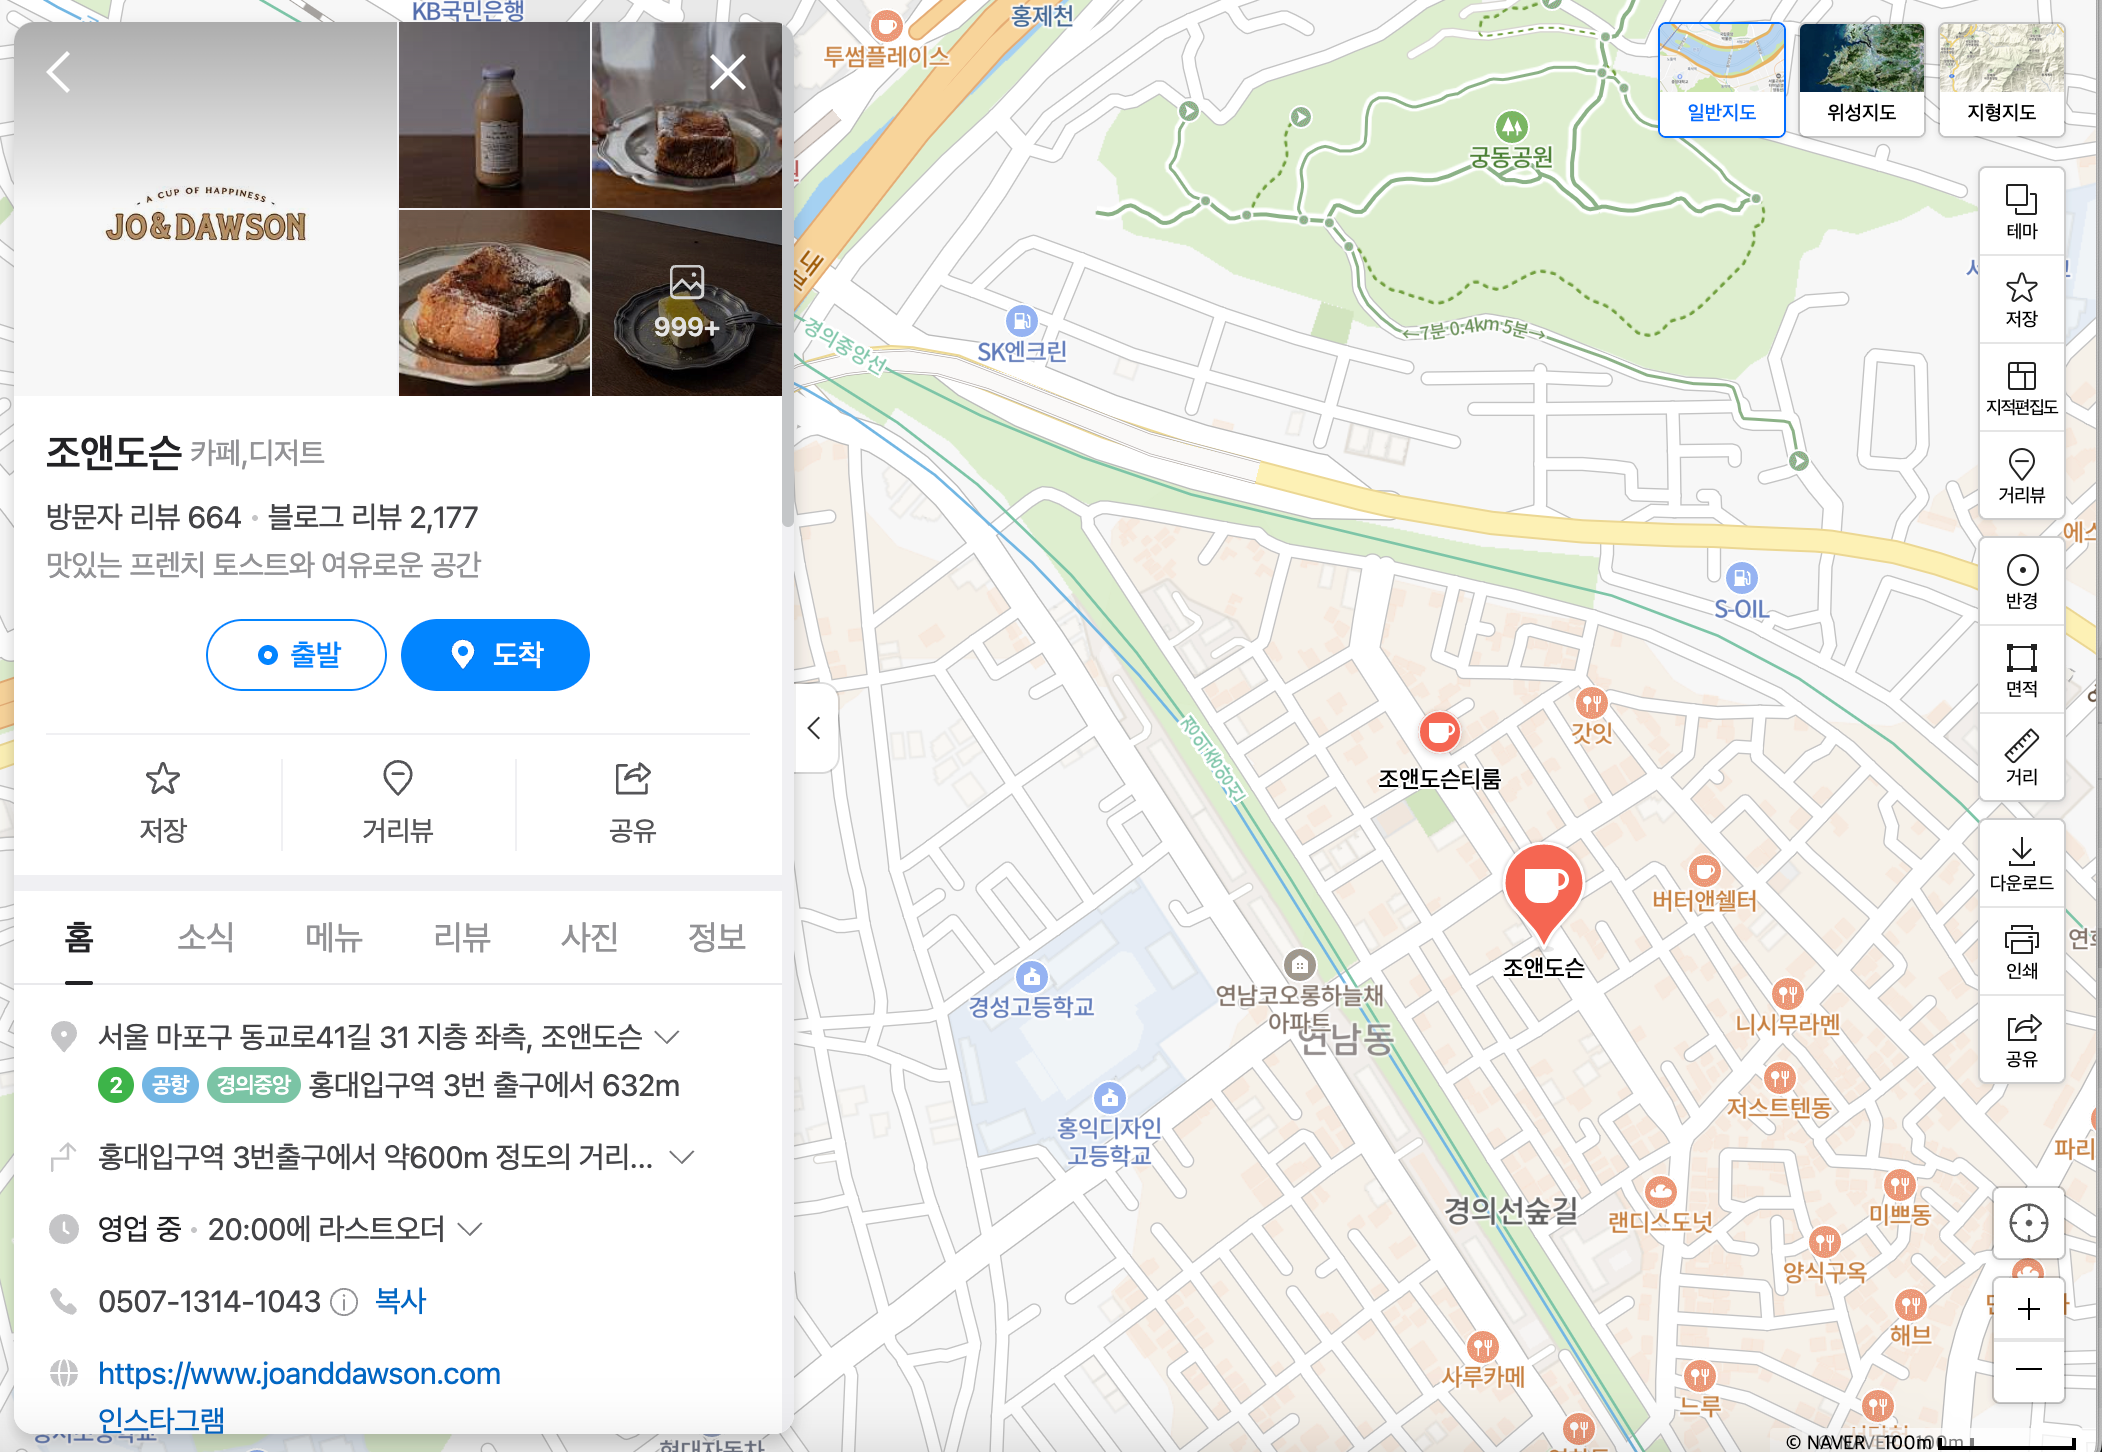 KB국민은행
- A CUP OF HAPPINESS -
JO&DAWSON
999+
조앤도슨 카페,디저트
방문자 리뷰 664 · 블로그 리뷰 2,177
맛있는 프렌치 토스트와 여유로운 공간
출발
도착
저장
거리뷰
공유
홈
소식
메뉴
리뷰
사진
정보
서울 마포구 동교로41길 31 지층 좌측, 조앤도슨
2 공항 경의중앙 홍대입구역 3번 출구에서 632m
홍대입구역 3번출구에서 약600m 정도의 거리...
영업 중 · 20:00에 라스트오더
0507-1314-1043 복사
https://www.joanddawson.com
인스타그램
투썸플레이스
홍제천
궁동공원
경의중앙선
SK엔크린
←7분 0.4km 5분→
S-OIL
갓잇
조앤도슨티룸
경의중앙선
버터앤쉘터
조앤도슨
경성고등학교
연남코오롱하늘채
아파트
연남동
니시무라멘
저스트텐동
홍익디자인
고등학교
경의선숲길
랜디스도넛
미쁘동
양식구옥
해브
사루카메
느루
일반지도
위성지도
지형지도
테마
저장
지적편집도
거리뷰
반경
면적
거리
다운로드
인쇄
공유
© NAVER 100m